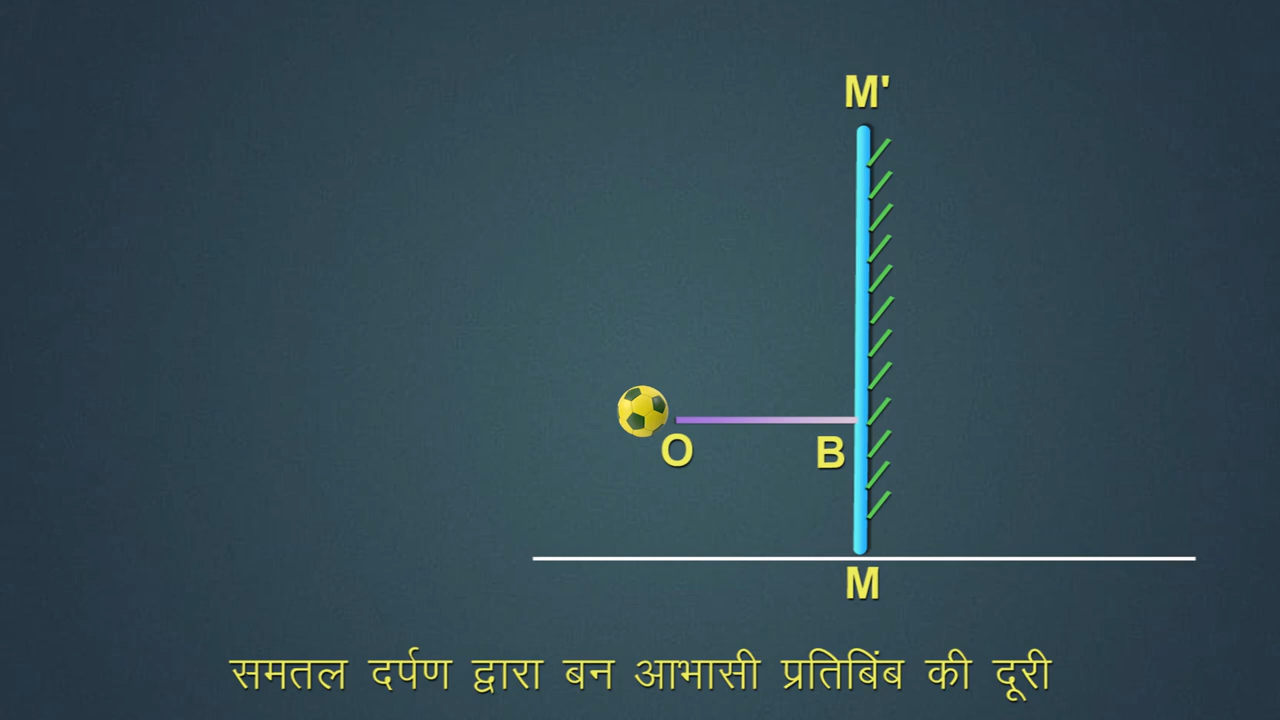 M'
O
B
M
समतल दर्पण द्वारा बन आभासी प्रतिबिंब की दूरी